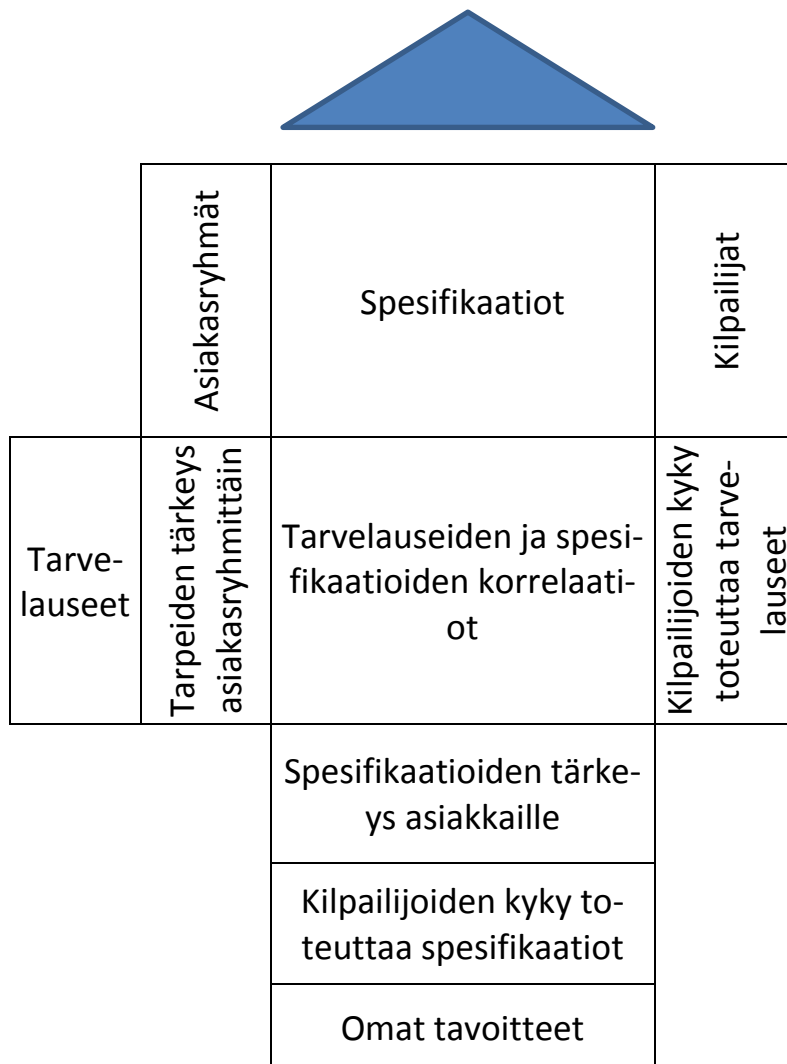 Asiakasryhmät
Spesifikaatiot
Kilpailijat
Tarve-
lauseet
Tarpeiden tärkeys
asiakasryhmittäin
Tarvelauseiden ja spesi-
fikaatioiden korrelaati-
ot
Kilpailijoiden kyky
toteuttaa tarve-
lauseet
Spesifikaatioiden tärke-
ys asiakkaille
Kilpailijoiden kyky to-
teuttaa spesifikaatiot
Omat tavoitteet